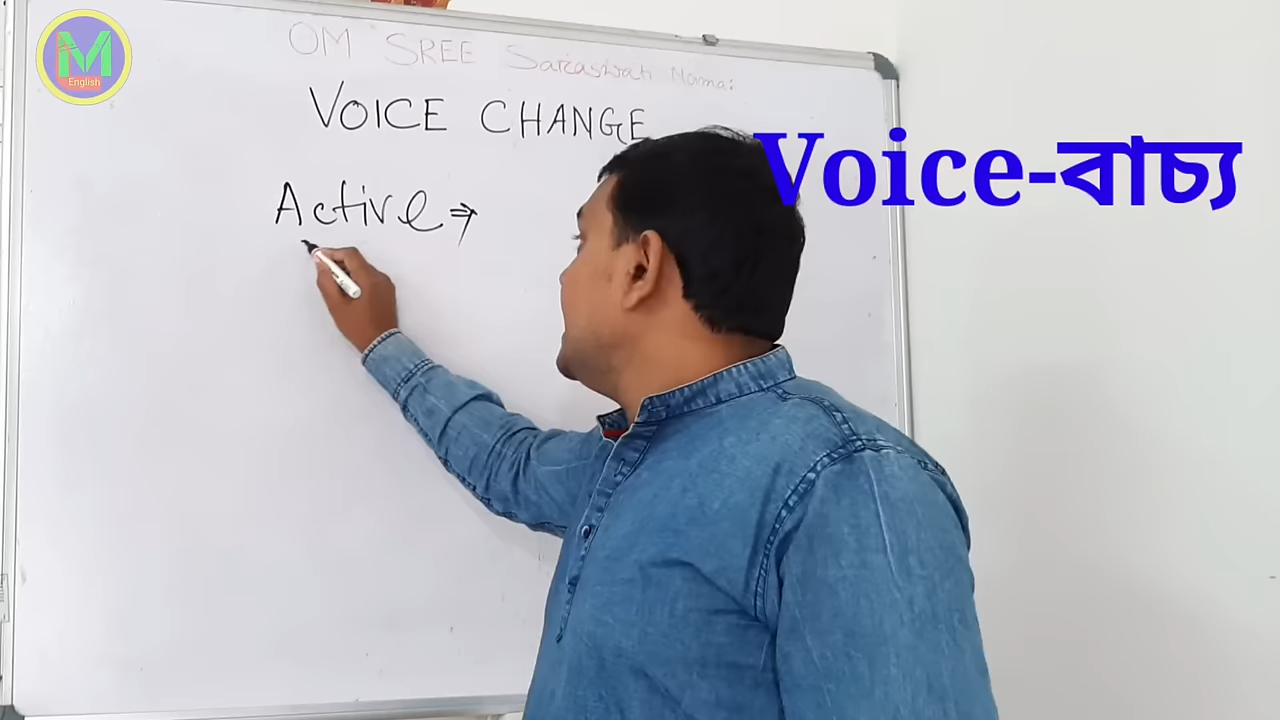 OM SREE Saraswati Nama:
M
English
VOICE CHANGE
Voice-বাচ্য
Active ⇒